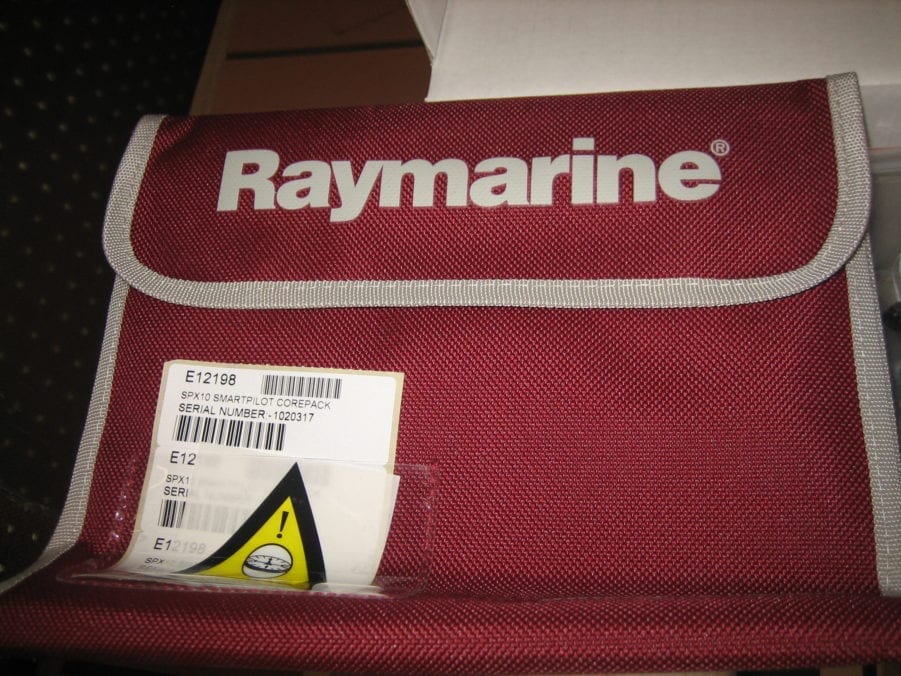 Raymarine®
E12198
SPX10 SMARTPILOT COREPACK
SERIAL NUMBER:-1020317
E12
SPX1
SERI
!
E12198
SPX